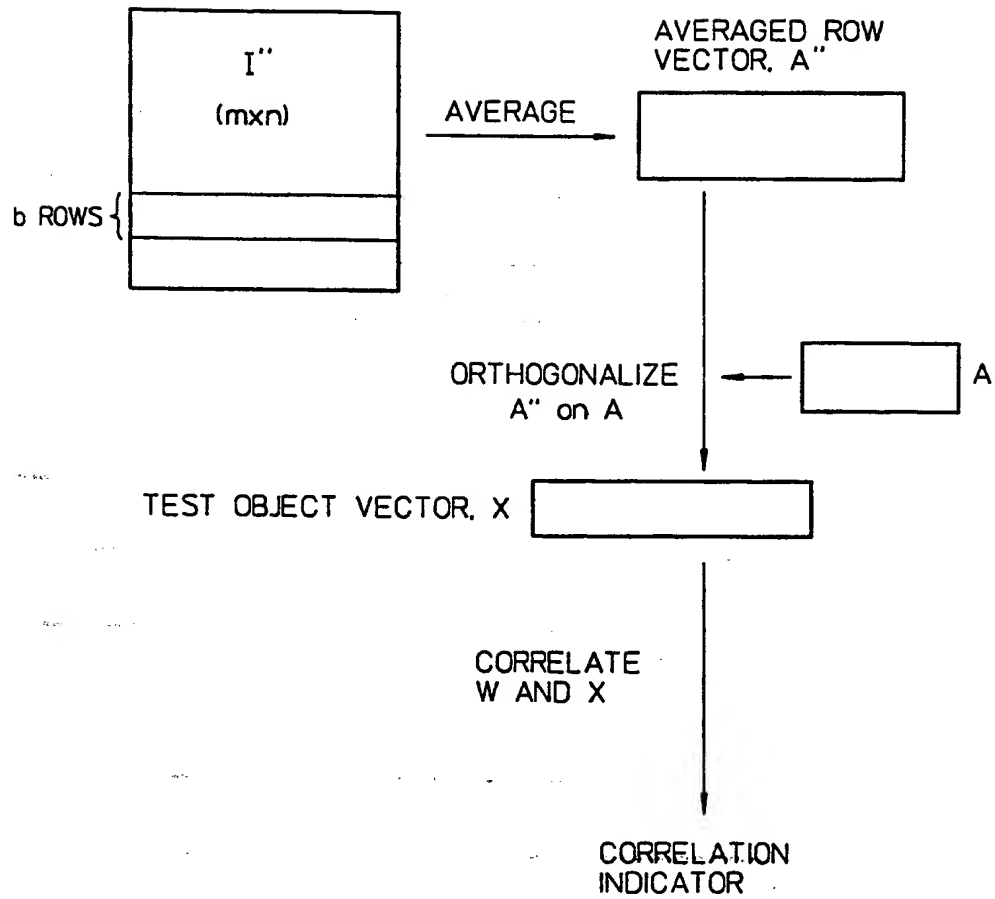 I''
(mxn)
b ROWS
AVERAGE
AVERAGED ROW
VECTOR, A''
ORTHOGONALIZE
A'' on A
A
TEST OBJECT VECTOR, X
CORRELATE
W AND X
CORRELATION
INDICATOR